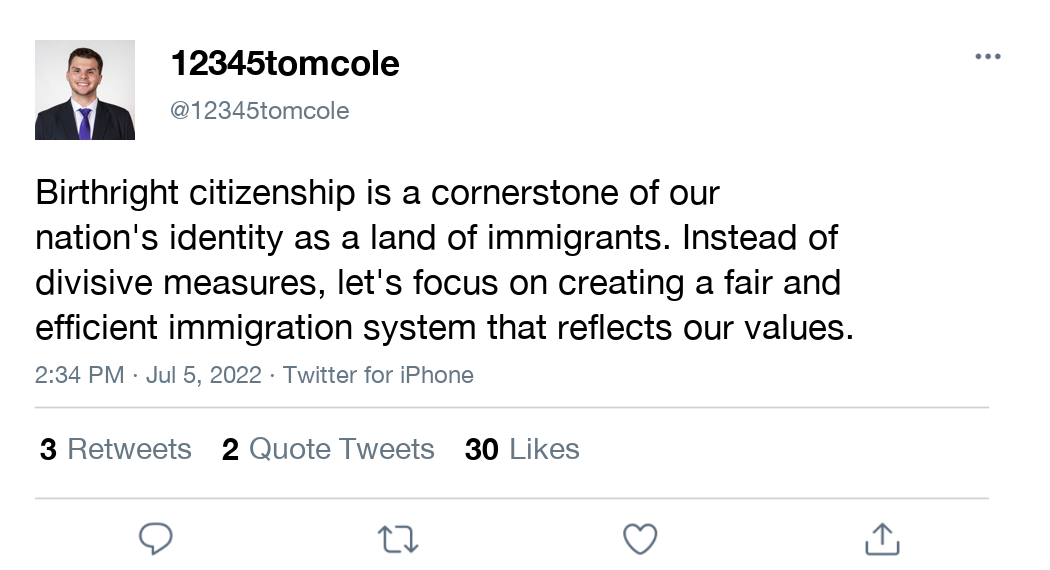 12345tomcole
@12345tomcole
Birthright citizenship is a cornerstone of our
nation's identity as a land of immigrants. Instead of
divisive measures, let's focus on creating a fair and
efficient immigration system that reflects our values.
2:34 PM · Jul 5, 2022 · Twitter for iPhone
3 Retweets 2 Quote Tweets 30 Likes